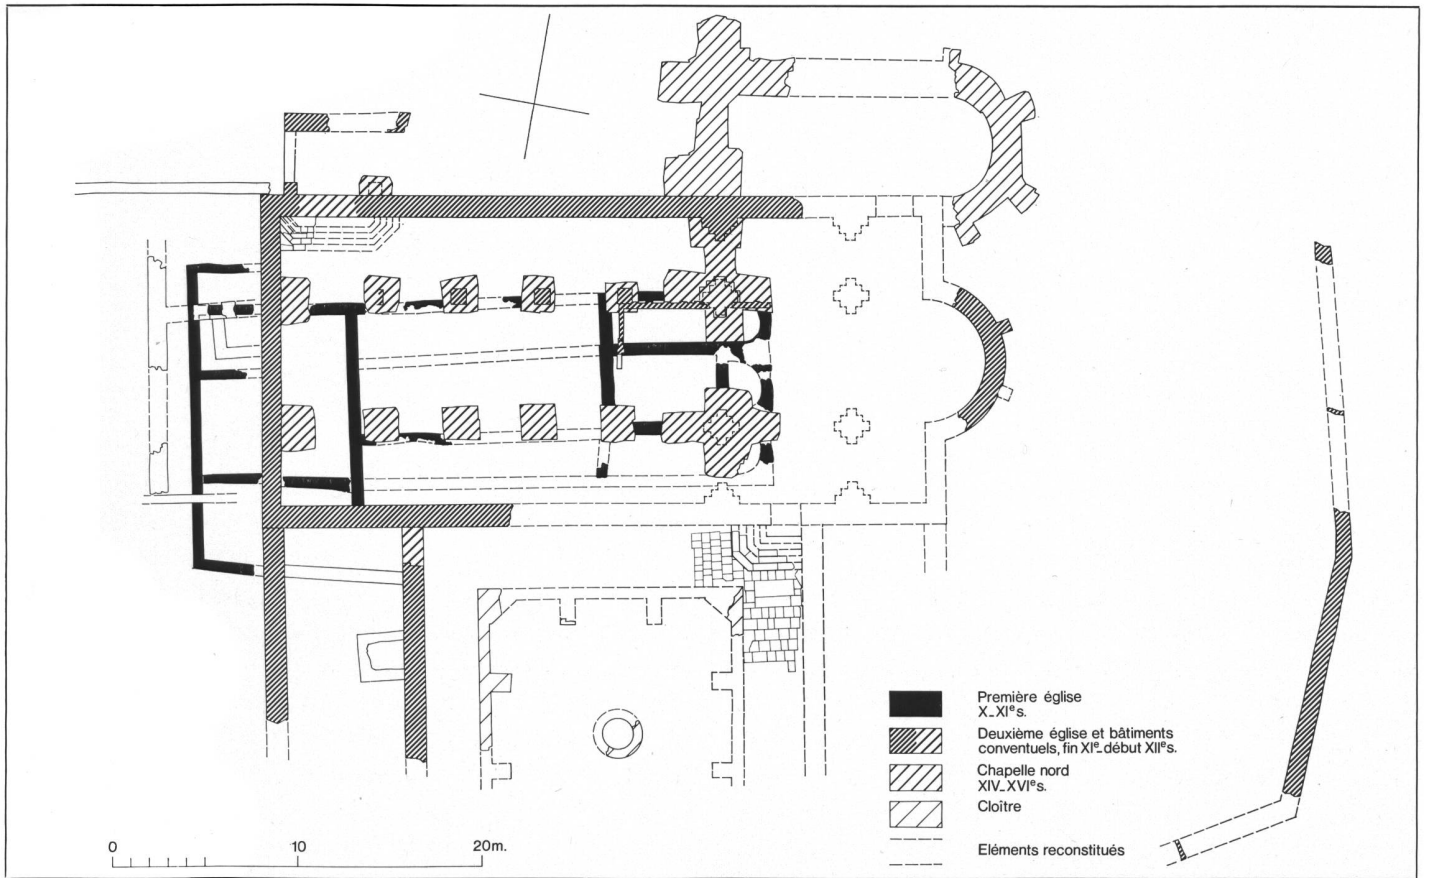 Première église
X_XIe s.
Deuxième église et bâtiments
conventuels, fin XIe_début XIIe s.
Chapelle nord
XIV_XVIe s.
Cloître
Eléments reconstitués
0 10 20 m.